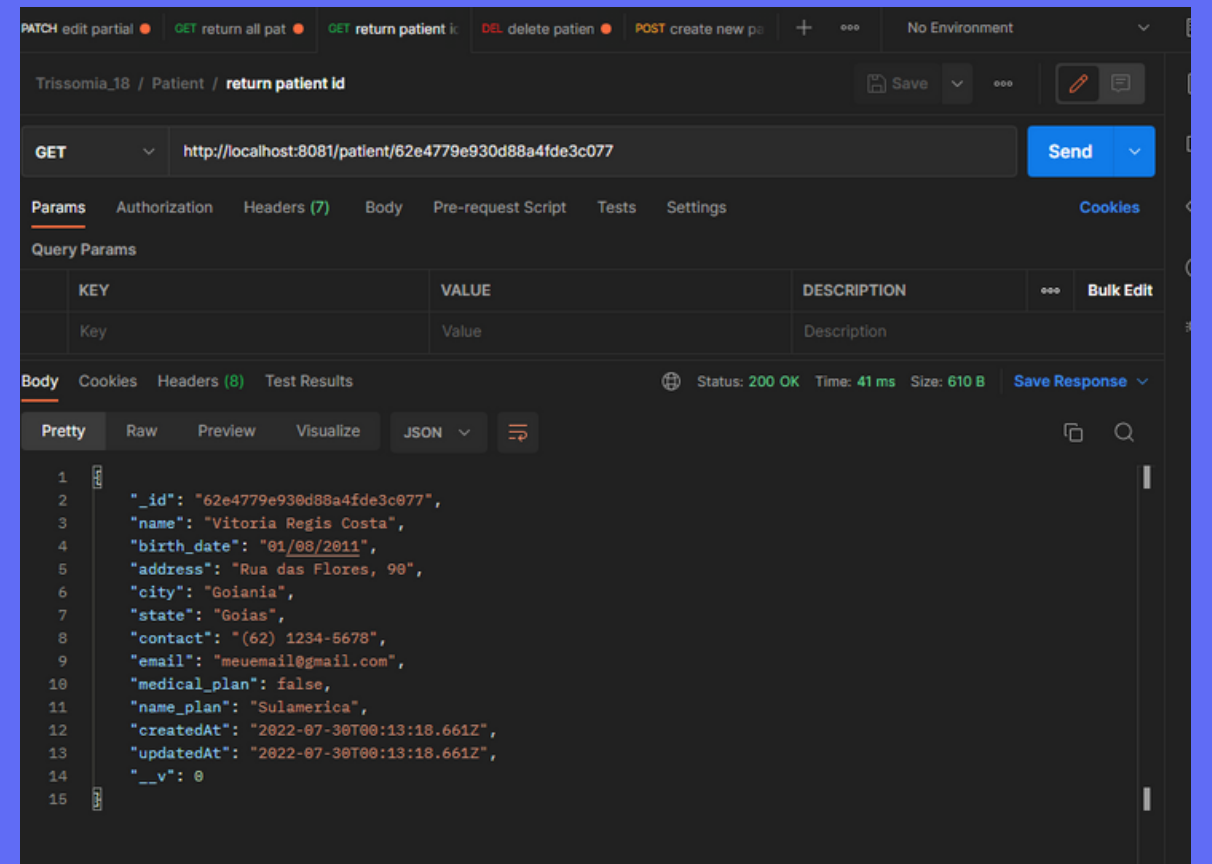 PATCH edit partial GET return all pat GET return patient ic DEL delete patien POST create new pa No Environment
Trissomia_18 / Patient / return patient id Save
GET http://localhost:8081/patient/62e4779e930d88a4fde3c077 Send
Params Authorization Headers (7) Body Pre-request Script Tests Settings Cookies
Query Params
KEY VALUE DESCRIPTION Bulk Edit
Key Value Description
Body Cookies Headers (8) Test Results Status: 200 OK Time: 41 ms Size: 610 B Save Response
Pretty Raw Preview Visualize JSON
1 {
2 "_id": "62e4779e930d88a4fde3c077",
3 "name": "Vitoria Regis Costa",
4 "birth_date": "01/08/2011",
5 "address": "Rua das Flores, 90",
6 "city": "Goiania",
7 "state": "Goias",
8 "contact": "(62) 1234-5678",
9 "email": "meuemail@gmail.com",
10 "medical_plan": false,
11 "name_plan": "Sulamerica",
12 "createdAt": "2022-07-30T00:13:18.661Z",
13 "updatedAt": "2022-07-30T00:13:18.661Z",
14 "__v": 0
15 }